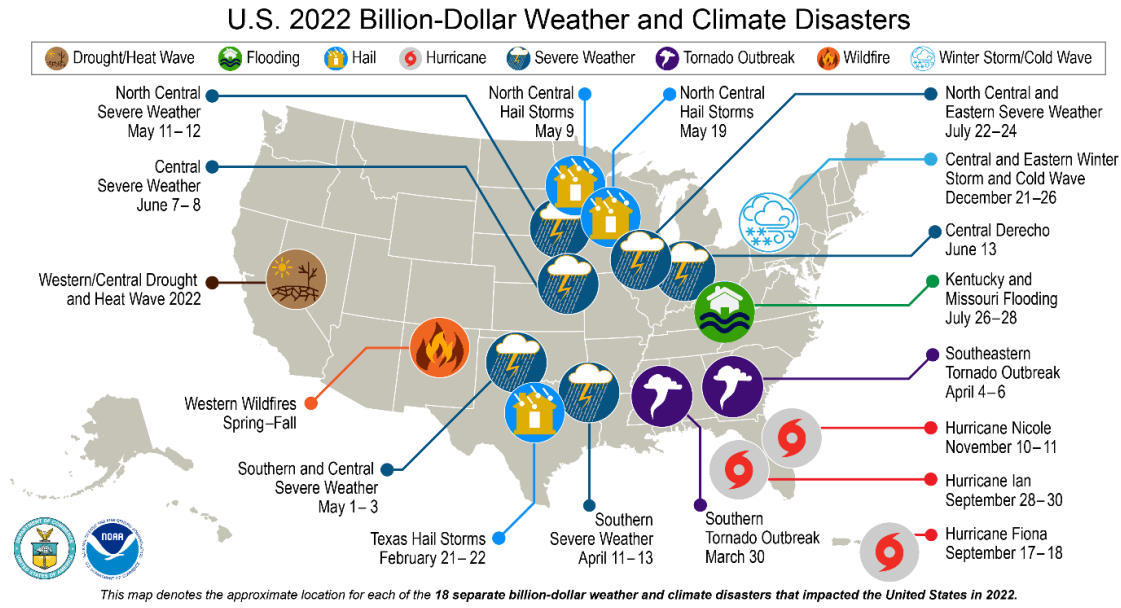 U.S. 2022 Billion-Dollar Weather and Climate Disasters
Drought/Heat Wave
Flooding
Hail
Hurricane
Severe Weather
Tornado Outbreak
Wildfire
Winter Storm/Cold Wave
North Central
Severe Weather
May 11–12
North Central
Hail Storms
May 9
North Central
Hail Storms
May 19
North Central and
Eastern Severe Weather
July 22–24
Central
Severe Weather
June 7–8
Central and Eastern Winter
Storm and Cold Wave
December 21–26
Central Derecho
June 13
Western/Central Drought
and Heat Wave 2022
Kentucky and
Missouri Flooding
July 26–28
Southeastern
Tornado Outbreak
April 4–6
Western Wildfires
Spring–Fall
Hurricane Nicole
November 10–11
Southern and Central
Severe Weather
May 1–3
Hurricane Ian
September 28–30
Texas Hail Storms
February 21–22
Southern
Severe Weather
April 11–13
Southern
Tornado Outbreak
March 30
Hurricane Fiona
September 17–18
NOAA
This map denotes the approximate location for each of the 18 separate billion-dollar weather and climate disasters that impacted the United States in 2022.